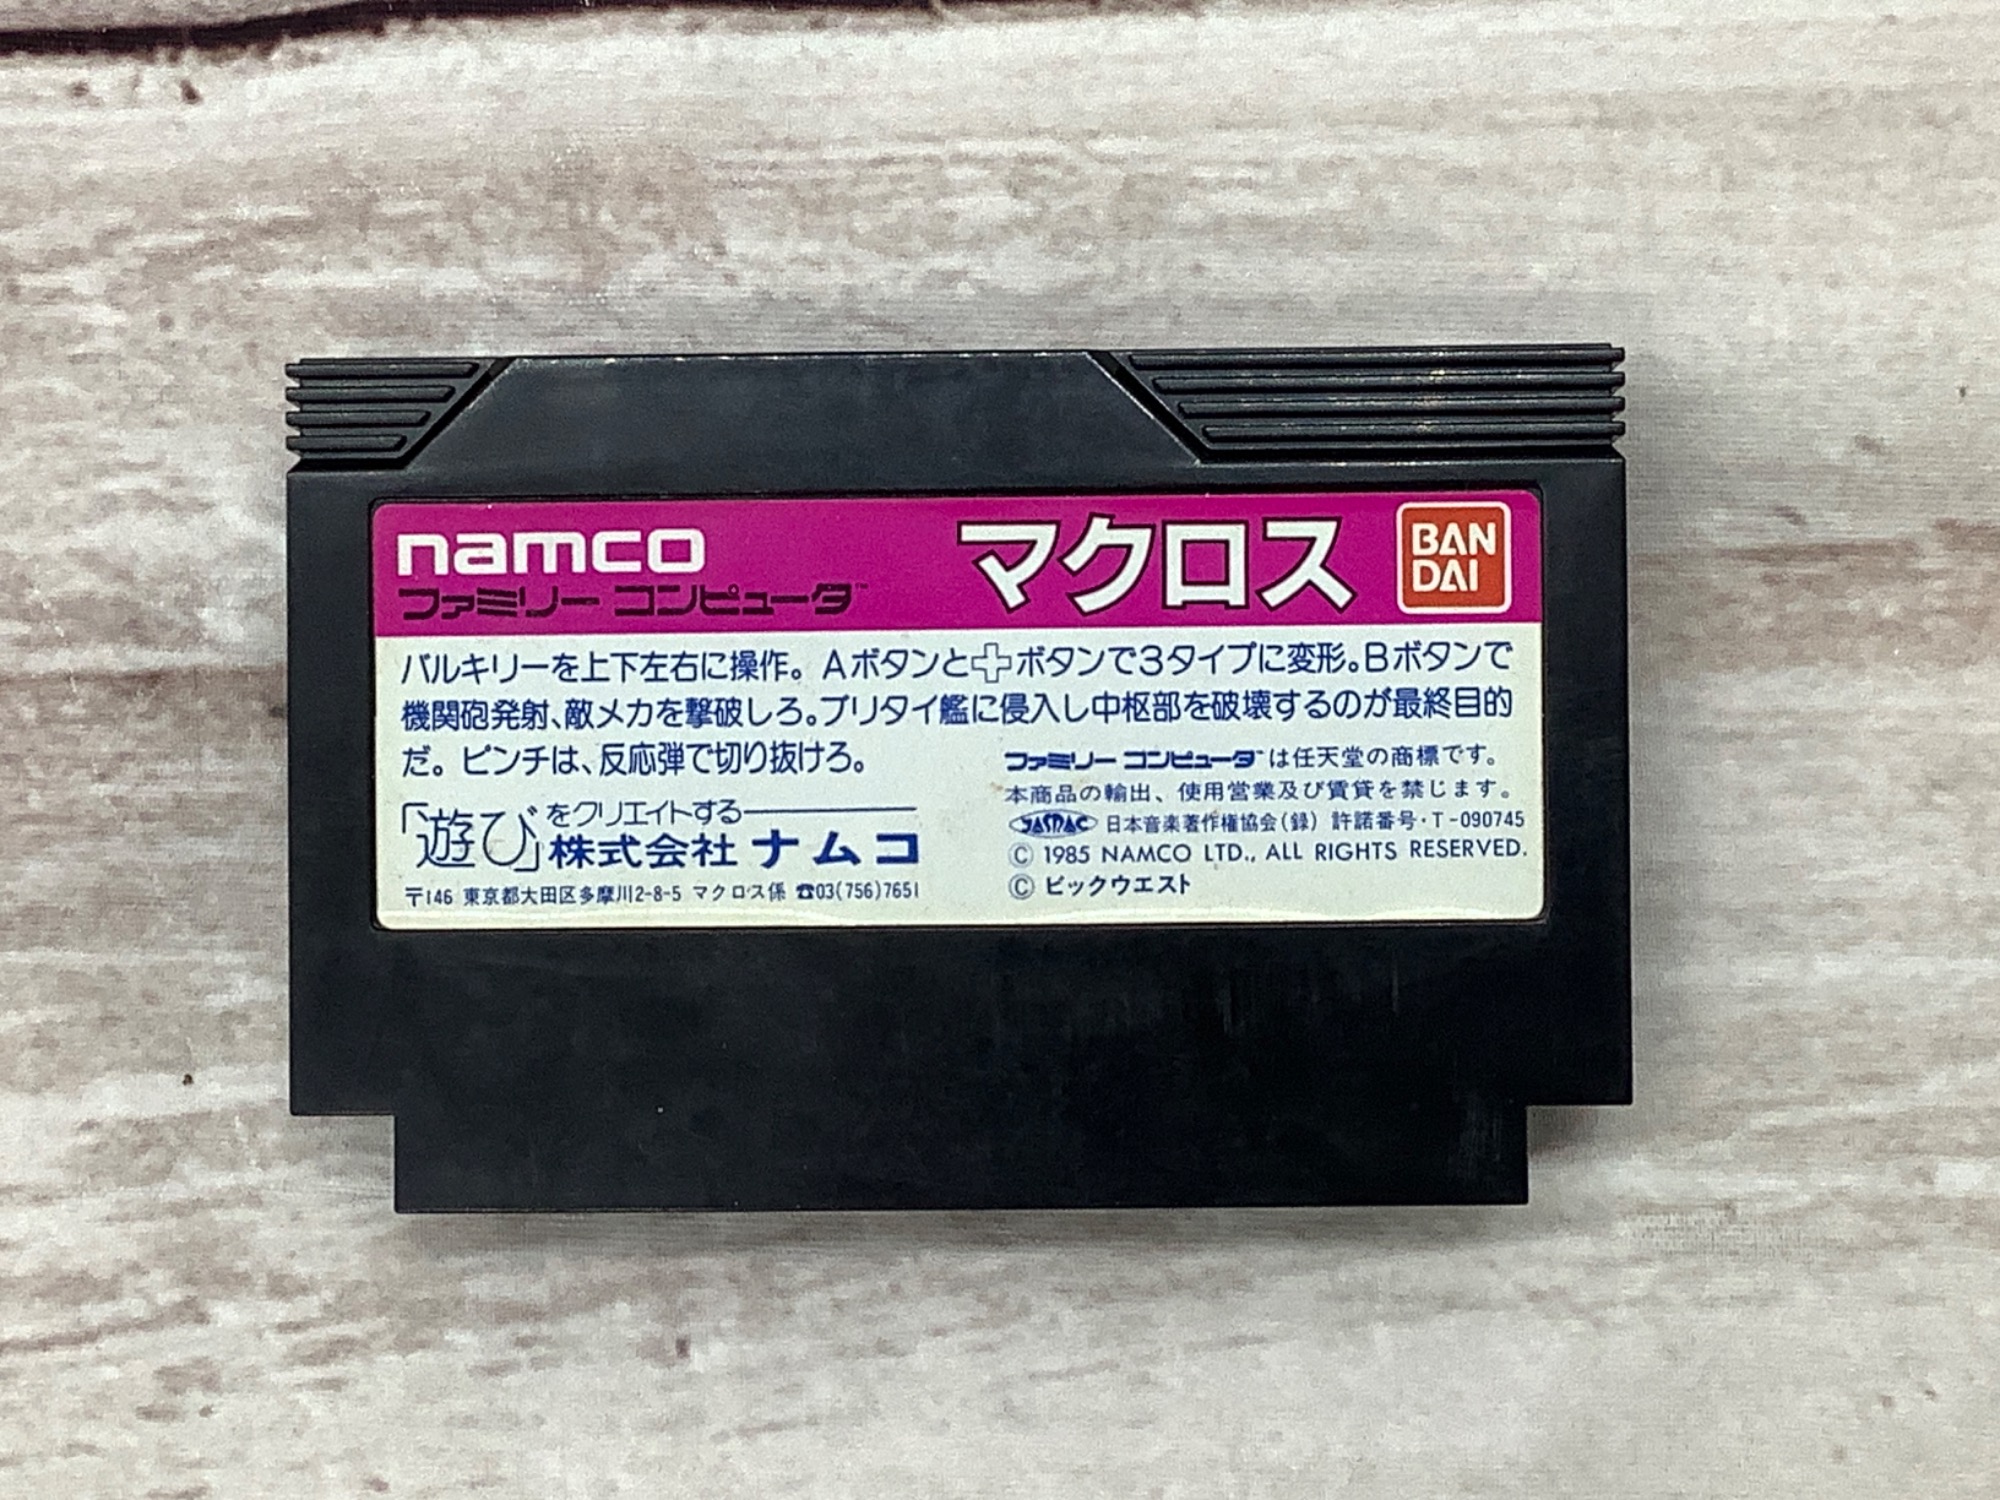 namco
ファミリー コンピュータ™
マクロス
BAN
DAI
バルキリーを上下左右に操作。Aボタンと✚ボタンで3タイプに変形。Bボタンで
機関砲発射、敵メカを撃破しろ。ブリタイ艦に侵入し中枢部を破壊するのが最終目的
だ。ピンチは、反応弾で切り抜けろ。
「遊び」をクリエイトする
株式会社ナムコ
〒146 東京都大田区多摩川2-8-5 マクロス係 ☎03(756)7651
ファミリー コンピュータ™は任天堂の商標です。
本商品の輸出、使用営業及び賃貸を禁じます。
JASRAC 日本音楽著作権協会(録) 許諾番号・T-090745
Ⓒ 1985 NAMCO LTD., ALL RIGHTS RESERVED.
Ⓒ ビックウエスト